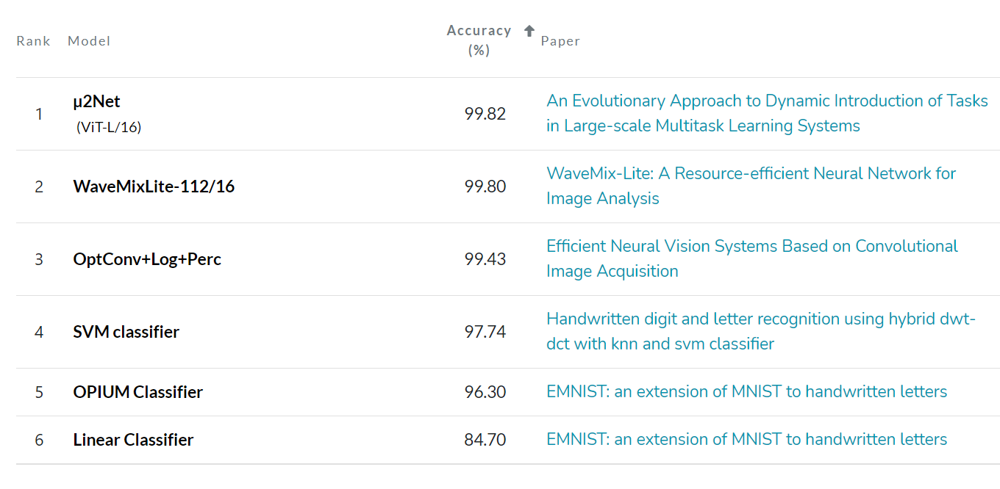 Rank Model Accuracy (%) Paper
1 μ2Net (ViT-L/16) 99.82 An Evolutionary Approach to Dynamic Introduction of Tasks
in Large-scale Multitask Learning Systems
2 WaveMixLite-112/16 99.80 WaveMix-Lite: A Resource-efficient Neural Network for
Image Analysis
3 OptConv+Log+Perc 99.43 Efficient Neural Vision Systems Based on Convolutional
Image Acquisition
4 SVM classifier 97.74 Handwritten digit and letter recognition using hybrid dwt-
dct with knn and svm classifier
5 OPIUM Classifier 96.30 EMNIST: an extension of MNIST to handwritten letters
6 Linear Classifier 84.70 EMNIST: an extension of MNIST to handwritten letters